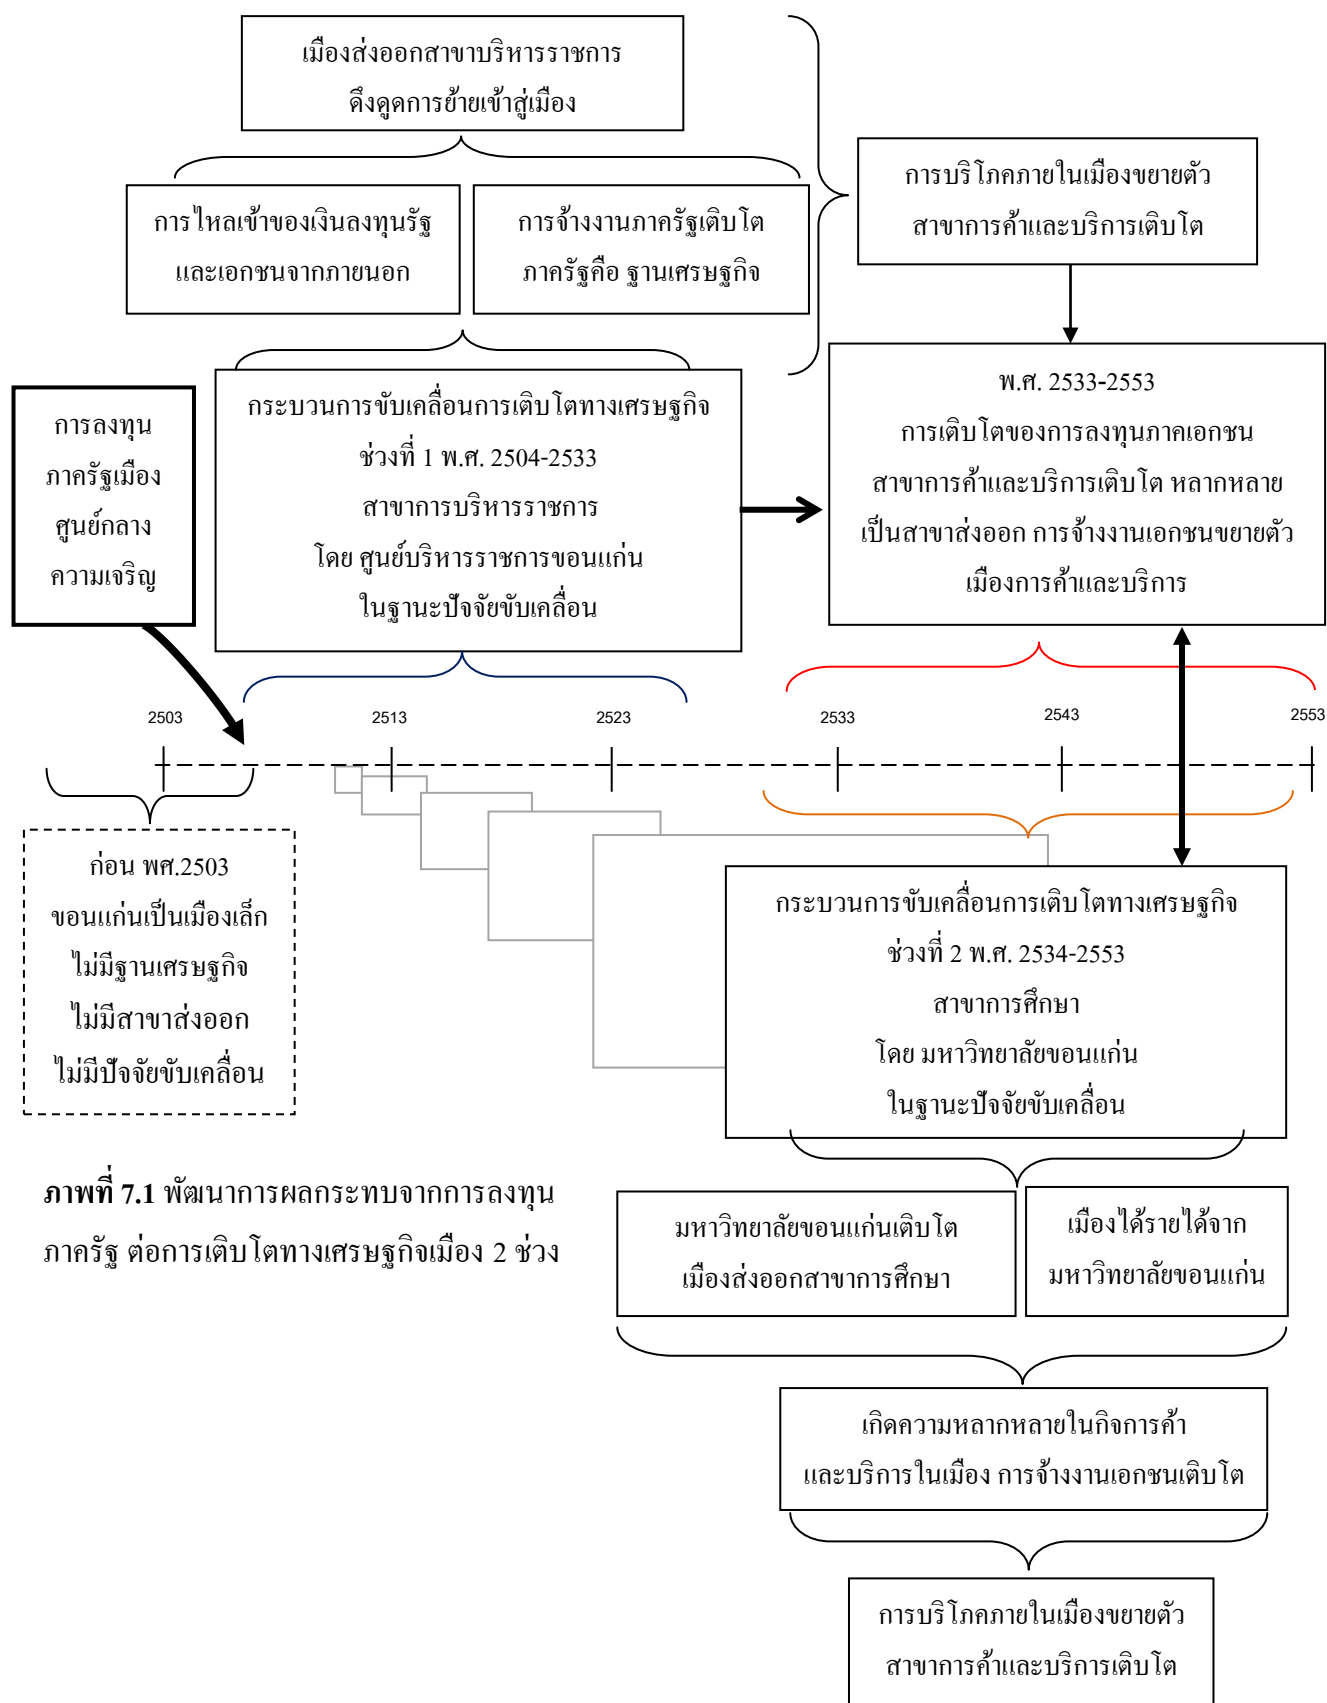 เมืองส่งออกสาขาบริหารราชการ
ดึงดูดการย้ายเข้าสู่เมือง
การบริโภคภายในเมืองขยายตัว
สาขาการค้าและบริการเติบโต
การไหลเข้าของเงินลงทุนรัฐ
และเอกชนจากภายนอก
การจ้างงานภาครัฐเติบโต
ภาครัฐคือ ฐานเศรษฐกิจ
การลงทุน
ภาครัฐเมือง
ศูนย์กลาง
ความเจริญ
กระบวนการขับเคลื่อนการเติบโตทางเศรษฐกิจ
ช่วงที่ 1 พ.ศ. 2504-2533
สาขาการบริหารราชการ
โดย ศูนย์บริหารราชการขอนแก่น
ในฐานะปัจจัยขับเคลื่อน
พ.ศ. 2533-2553
การเติบโตของการลงทุนภาคเอกชน
สาขาการค้าและบริการเติบโต หลากหลาย
เป็นสาขาส่งออก การจ้างงานเอกชนขยายตัว
เมืองการค้าและบริการ
2503 2513 2523 2533 2543 2553
ก่อน พศ.2503
ขอนแก่นเป็นเมืองเล็ก
ไม่มีฐานเศรษฐกิจ
ไม่มีสาขาส่งออก
ไม่มีปัจจัยขับเคลื่อน
กระบวนการขับเคลื่อนการเติบโตทางเศรษฐกิจ
ช่วงที่ 2 พ.ศ. 2534-2553
สาขาการศึกษา
โดย มหาวิทยาลัยขอนแก่น
ในฐานะปัจจัยขับเคลื่อน
ภาพที่ 7.1 พัฒนาการผลกระทบจากการลงทุน
ภาครัฐ ต่อการเติบโตทางเศรษฐกิจเมือง 2 ช่วง
มหาวิทยาลัยขอนแก่นเติบโต
เมืองส่งออกสาขาการศึกษา
เมืองได้รายได้จาก
มหาวิทยาลัยขอนแก่น
เกิดความหลากหลายในกิจการค้า
และบริการในเมือง การจ้างงานเอกชนเติบโต
การบริโภคภายในเมืองขยายตัว
สาขาการค้าและบริการเติบโต